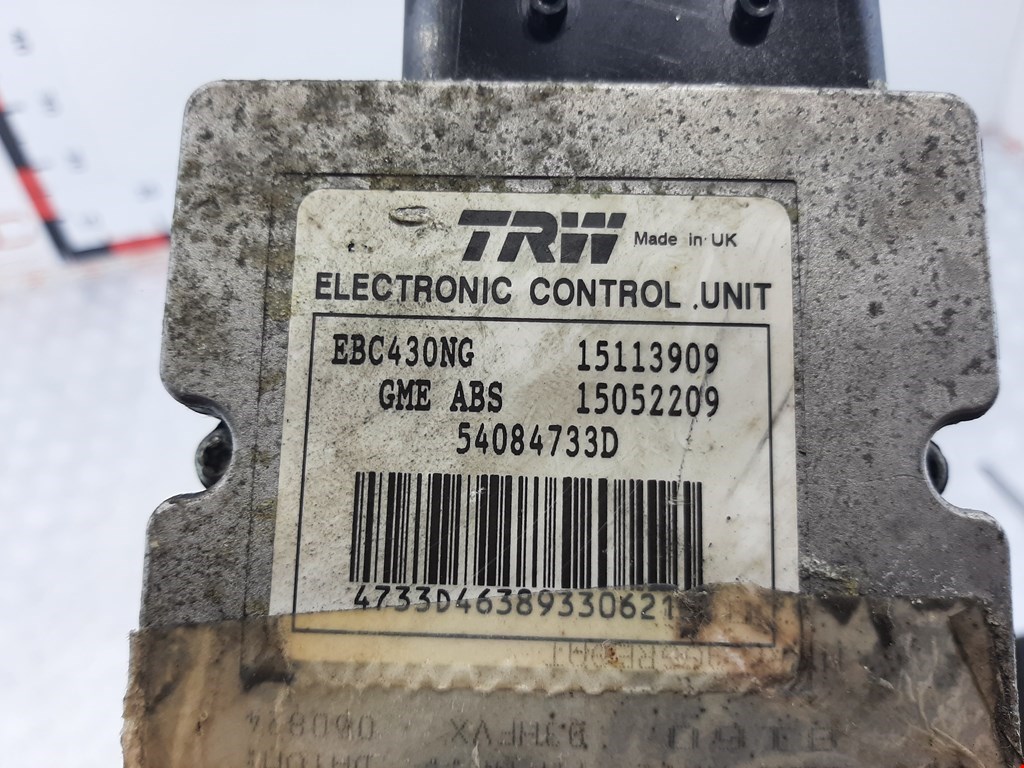 TRW Made in UK
ELECTRONIC CONTROL .UNIT
EBC430NG 15113909
GME ABS 15052209
54084733D
4733D46389330621